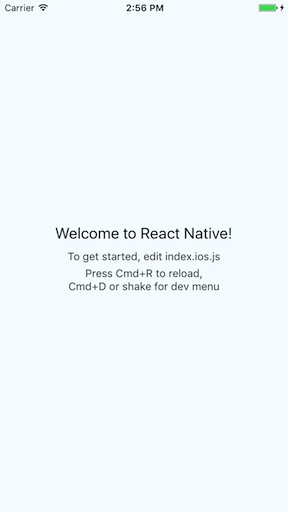 Carrier 2:56 PM
Welcome to React Native!
To get started, edit index.ios.js
Press Cmd+R to reload,
Cmd+D or shake for dev menu